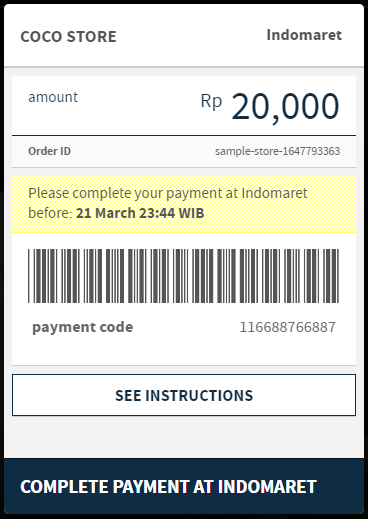 COCO STORE Indomaret
amount Rp 20,000
Order ID sample-store-1647793363
Please complete your payment at Indomaret
before: 21 March 23:44 WIB
payment code 116688766887
SEE INSTRUCTIONS
COMPLETE PAYMENT AT INDOMARET